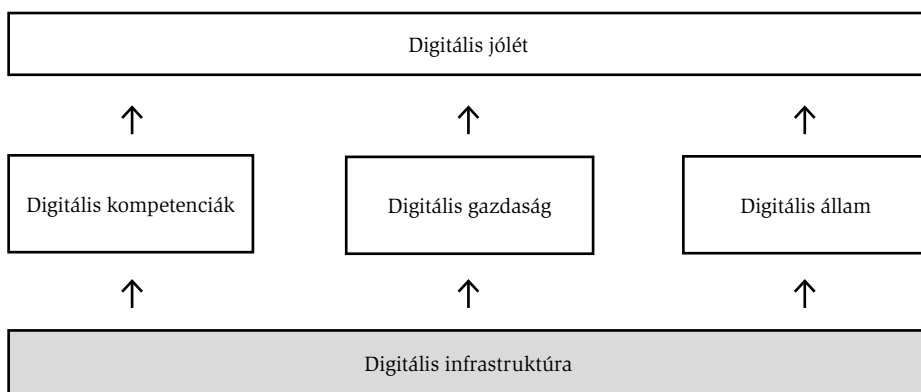 Digitális jólét
Digitális kompetenciák
Digitális gazdaság
Digitális állam
Digitális infrastruktúra